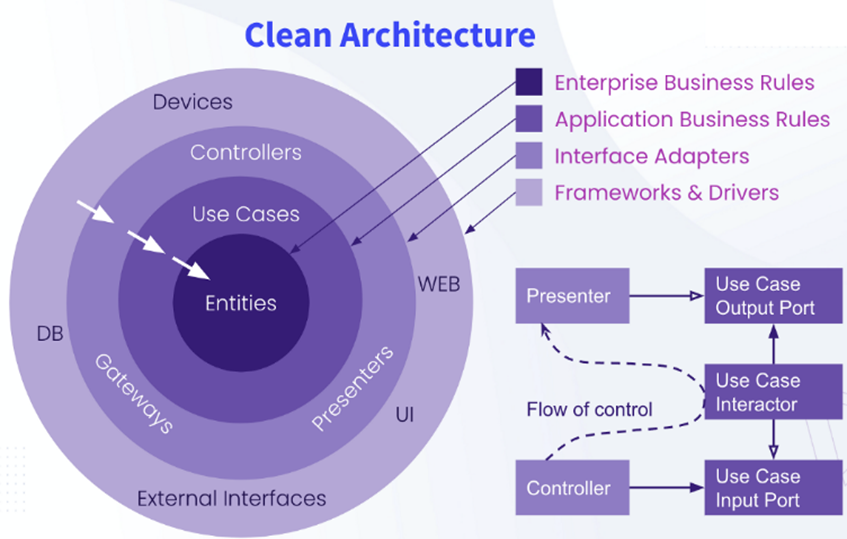 Clean Architecture
Devices
Controllers
Use Cases
Entities
WEB
DB
Gateways
Presenters
UI
External Interfaces
Enterprise Business Rules
Application Business Rules
Interface Adapters
Frameworks & Drivers
Presenter
Use Case
Output Port
Use Case
Interactor
Flow of control
Controller
Use Case
Input Port